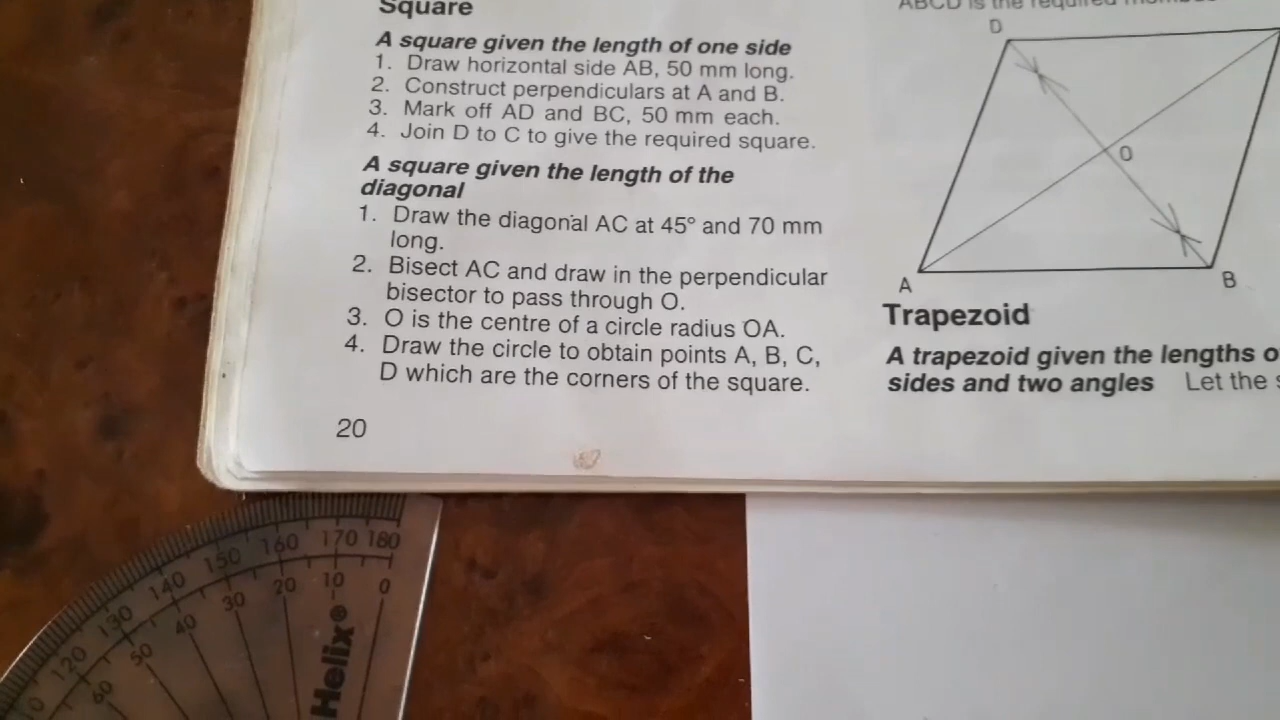 Square
A square given the length of one side
1. Draw horizontal side AB, 50 mm long.
2. Construct perpendiculars at A and B.
3. Mark off AD and BC, 50 mm each.
4. Join D to C to give the required square.
A square given the length of the
diagonal
1. Draw the diagonal AC at 45° and 70 mm
long.
2. Bisect AC and draw in the perpendicular
bisector to pass through O.
3. O is the centre of a circle radius OA.
4. Draw the circle to obtain points A, B, C,
D which are the corners of the square.
20
ABCD is the required
D
O
A
B
Trapezoid
A trapezoid given the lengths
sides and two angles Let the
180 170 160 150 140 130 120
0 10 20 30 40 50 60
Helix®